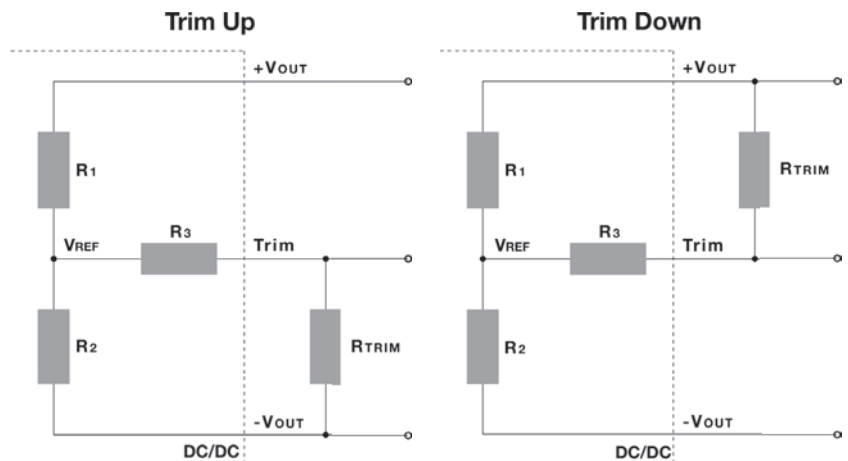 Trim Up
+VOUT
R1
VREF
R3
Trim
R2
RTRIM
-VOUT
DC/DC
Trim Down
+VOUT
R1
RTRIM
VREF
R3
Trim
R2
-VOUT
DC/DC